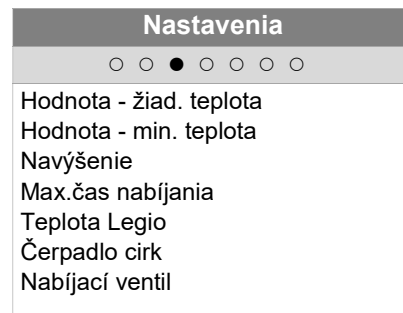 Nastavenia
Hodnota - žiad. teplota
Hodnota - min. teplota
Navýšenie
Max.čas nabíjania
Teplota Legio
Čerpadlo cirk
Nabíjací ventil